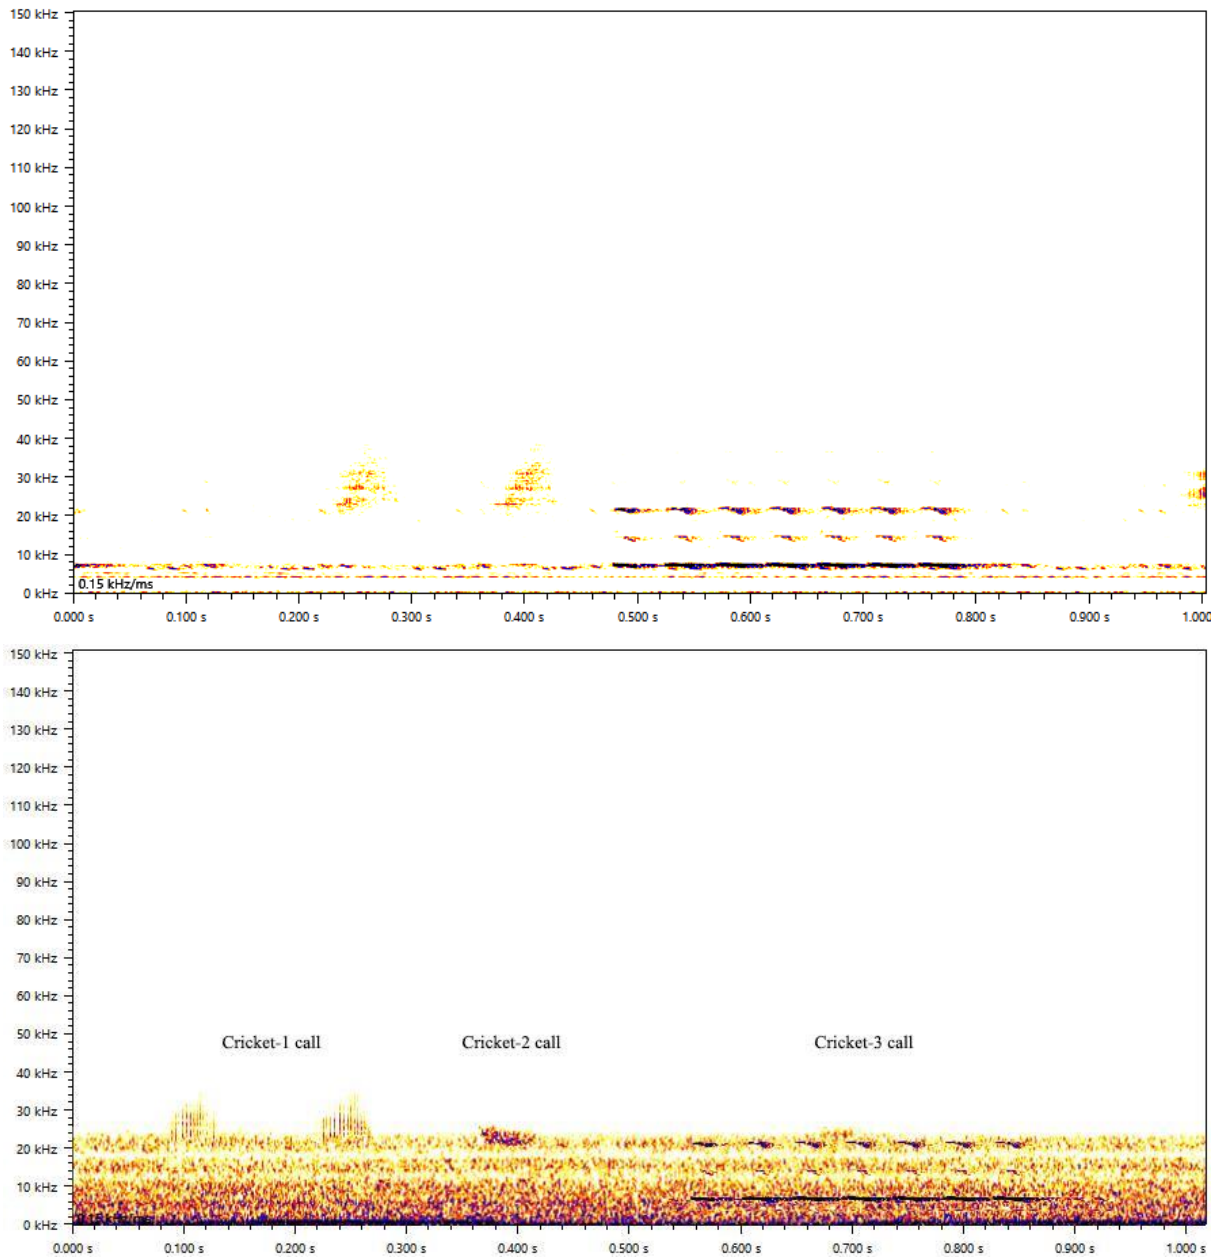 150 kHz
140 kHz
130 kHz
120 kHz
110 kHz
100 kHz
90 kHz
80 kHz
70 kHz
60 kHz
50 kHz
40 kHz
30 kHz
20 kHz
10 kHz
0.15 kHz/ms
0 kHz
0.000 s 0.100 s 0.200 s 0.300 s 0.400 s 0.500 s 0.600 s 0.700 s 0.800 s 0.900 s 1.000
150 kHz
140 kHz
130 kHz
120 kHz
110 kHz
100 kHz
90 kHz
80 kHz
70 kHz
60 kHz
50 kHz
Cricket-1 call Cricket-2 call Cricket-3 call
40 kHz
30 kHz
20 kHz
10 kHz
0 kHz
0.000 s 0.100 s 0.200 s 0.300 s 0.400 s 0.500 s 0.600 s 0.700 s 0.800 s 0.900 s 1.000 s